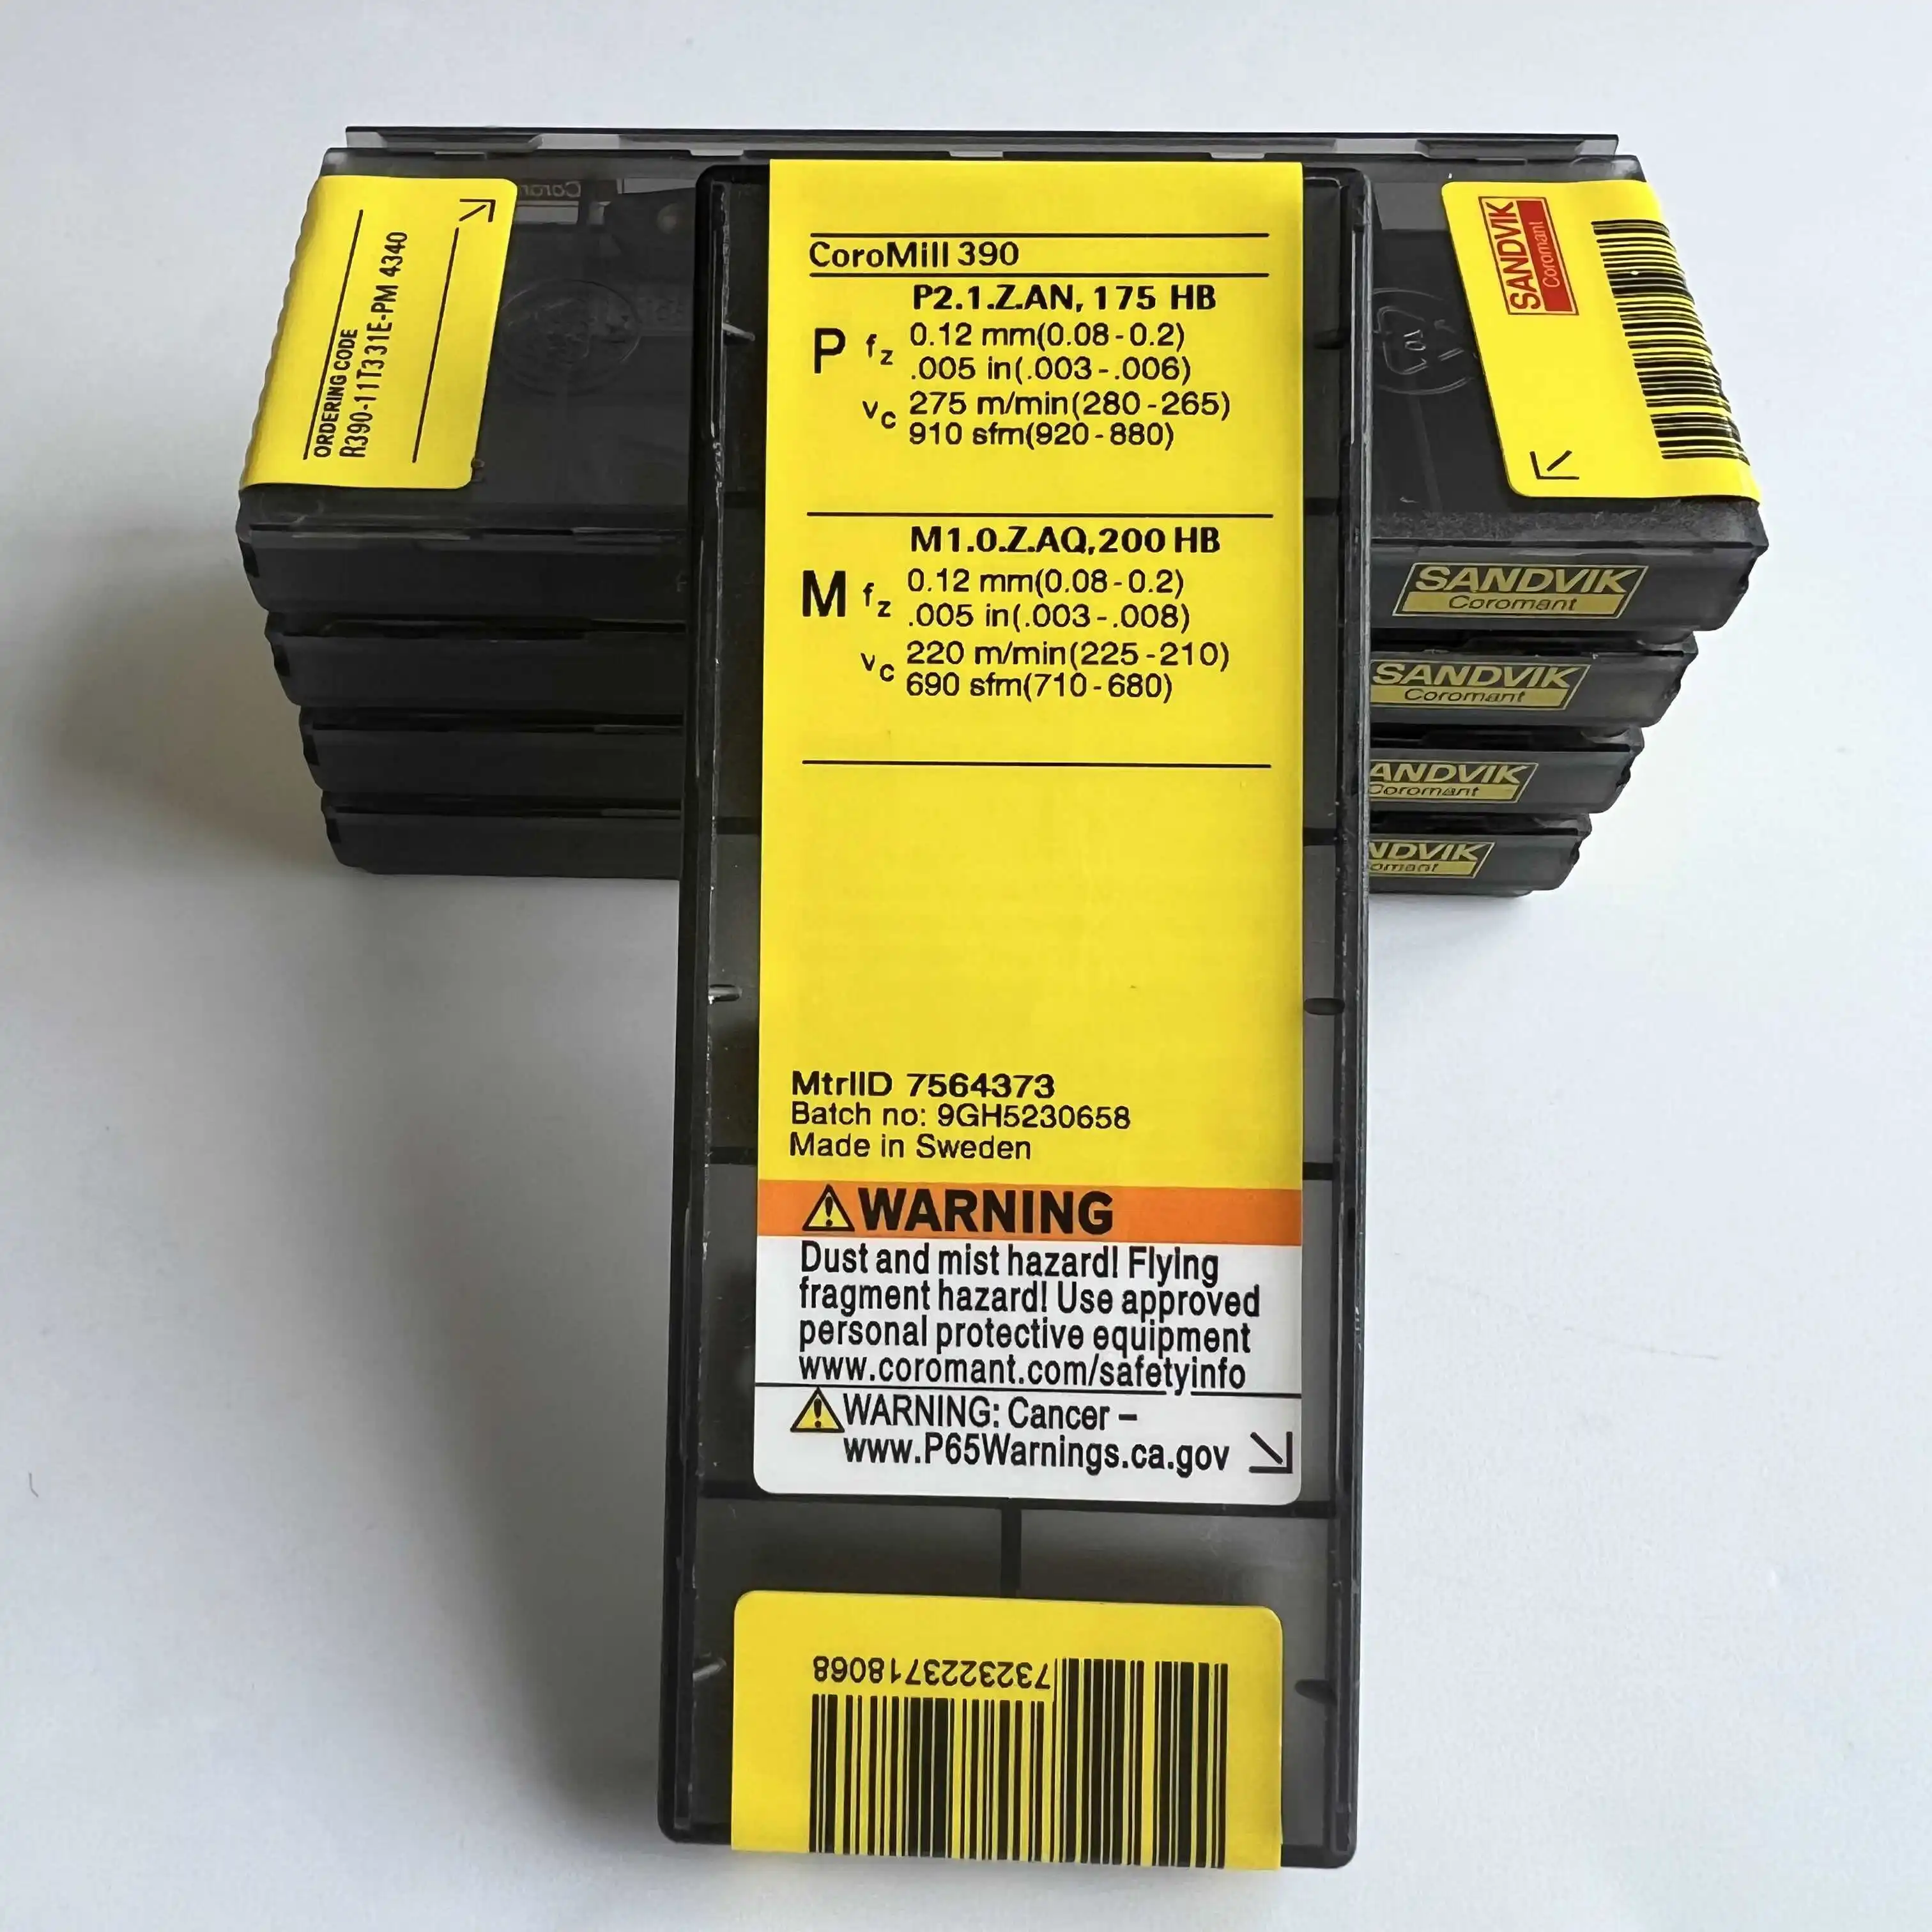 ORDERING CODE
R390-11T331E-PM 4340
SANDVIK
Coromant
CoroMill 390
P2.1.Z.AN, 175 HB
P fz 0.12 mm(0.08-0.2)
.005 in(.003-.006)
vc 275 m/min(280-265)
910 sfm(920-880)
M1.0.Z.AQ,200 HB
M fz 0.12 mm(0.08-0.2)
.005 in(.003-.008)
vc 220 m/min(225-210)
690 sfm(710-680)
SANDVIK
Coromant
SANDVIK
Coromant
ANDVIK
Coromant
NDVIK
omant
MtrlID 7564373
Batch no: 9GH5230658
Made in Sweden
WARNING
Dust and mist hazard! Flying
fragment hazard! Use approved
personal protective equipment
www.coromant.com/safetyinfo
WARNING: Cancer –
www.P65Warnings.ca.gov
7323223718068